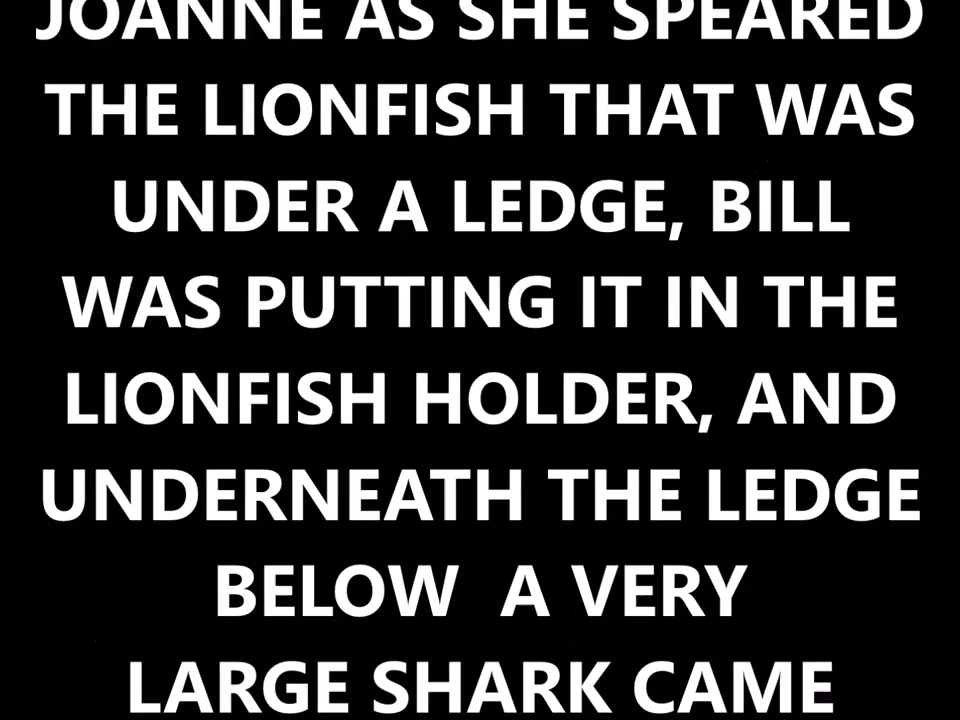 JOANNE AS SHE SPEARED
THE LIONFISH THAT WAS
UNDER A LEDGE, BILL
WAS PUTTING IT IN THE
LIONFISH HOLDER, AND
UNDERNEATH THE LEDGE
BELOW  A VERY
LARGE SHARK CAME